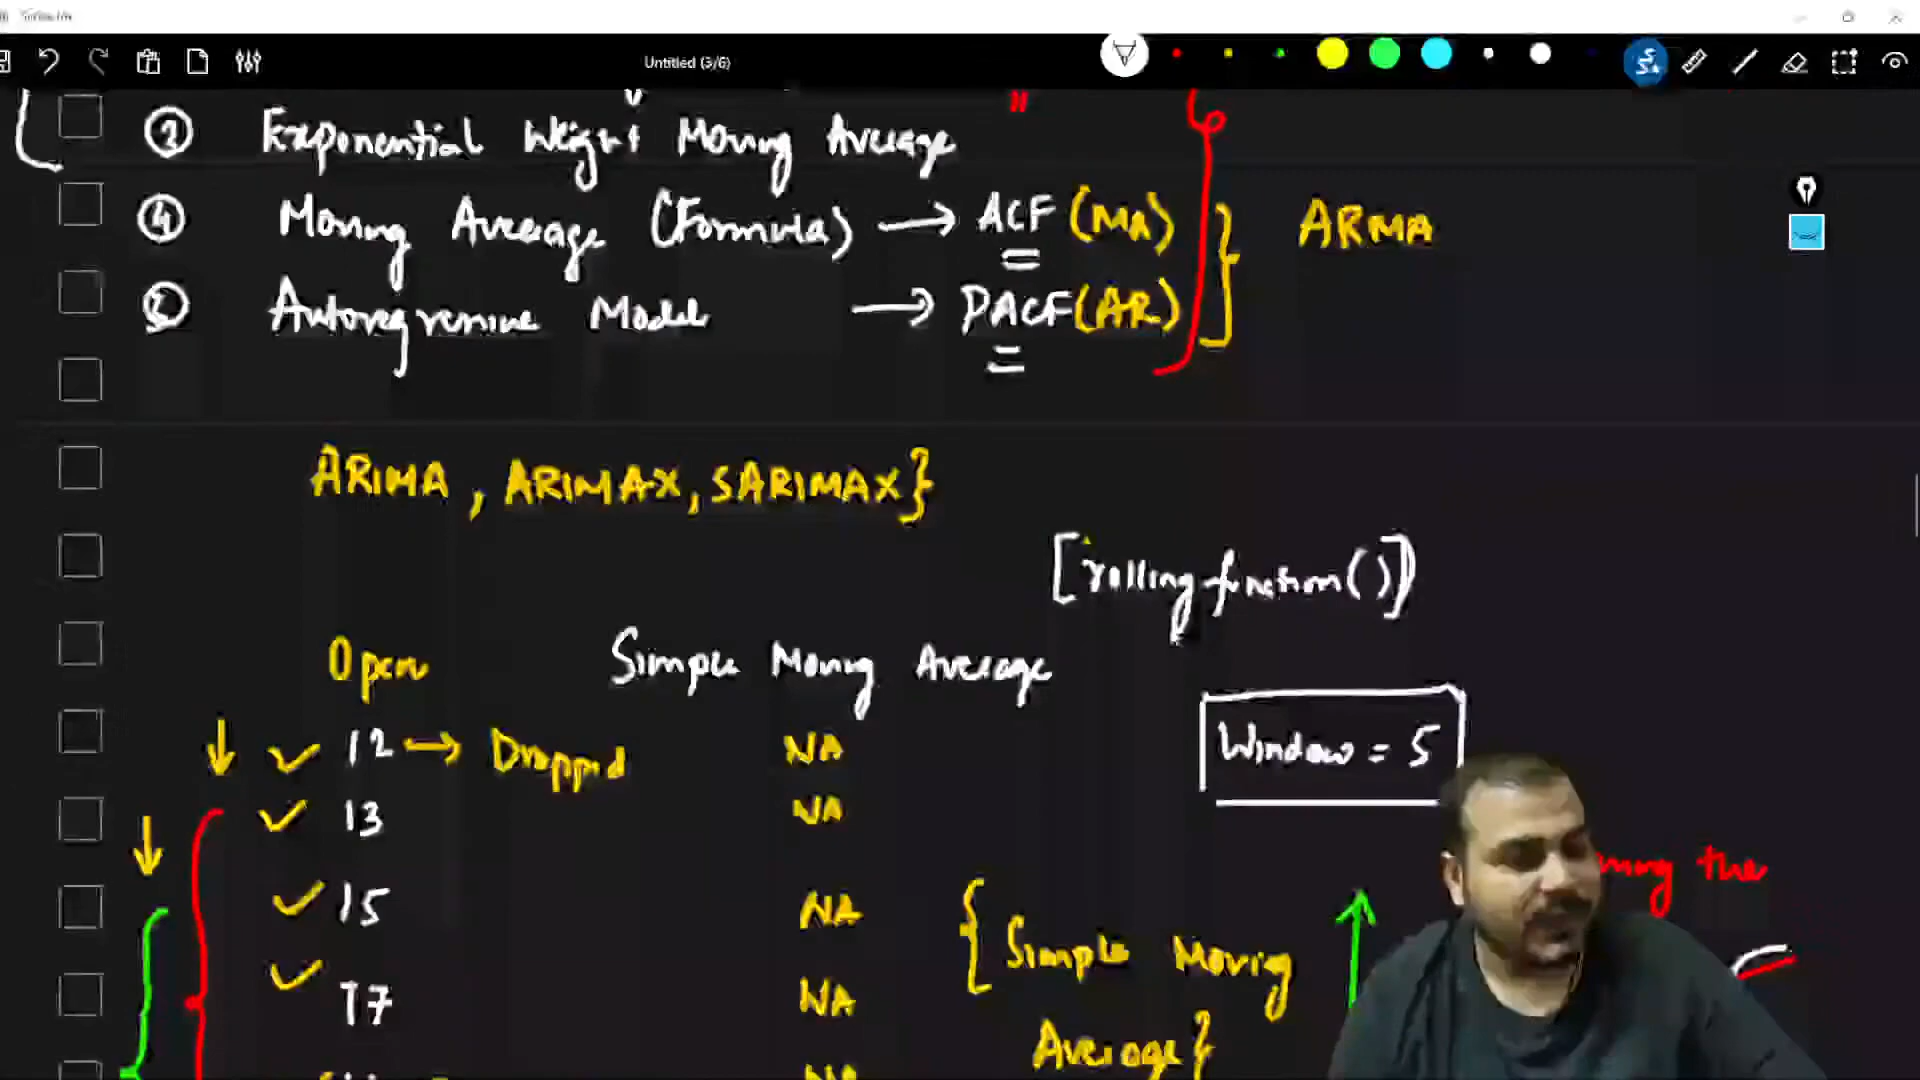 Untitled (3/6)
③ Exponential Weight Moving Average
④ Moving Average (Formula) → ACF (MA)
⑤ Autoregressive Model → PACF (AR)
} ARMA
ARIMA, ARIMAX, SARIMAX}
[rolling-function()]
Open
Simple Moving Average
12 → Dropped NA
Window = 5
13 NA
the
15 NA
{Simple Moving
17 NA
Average}
NA